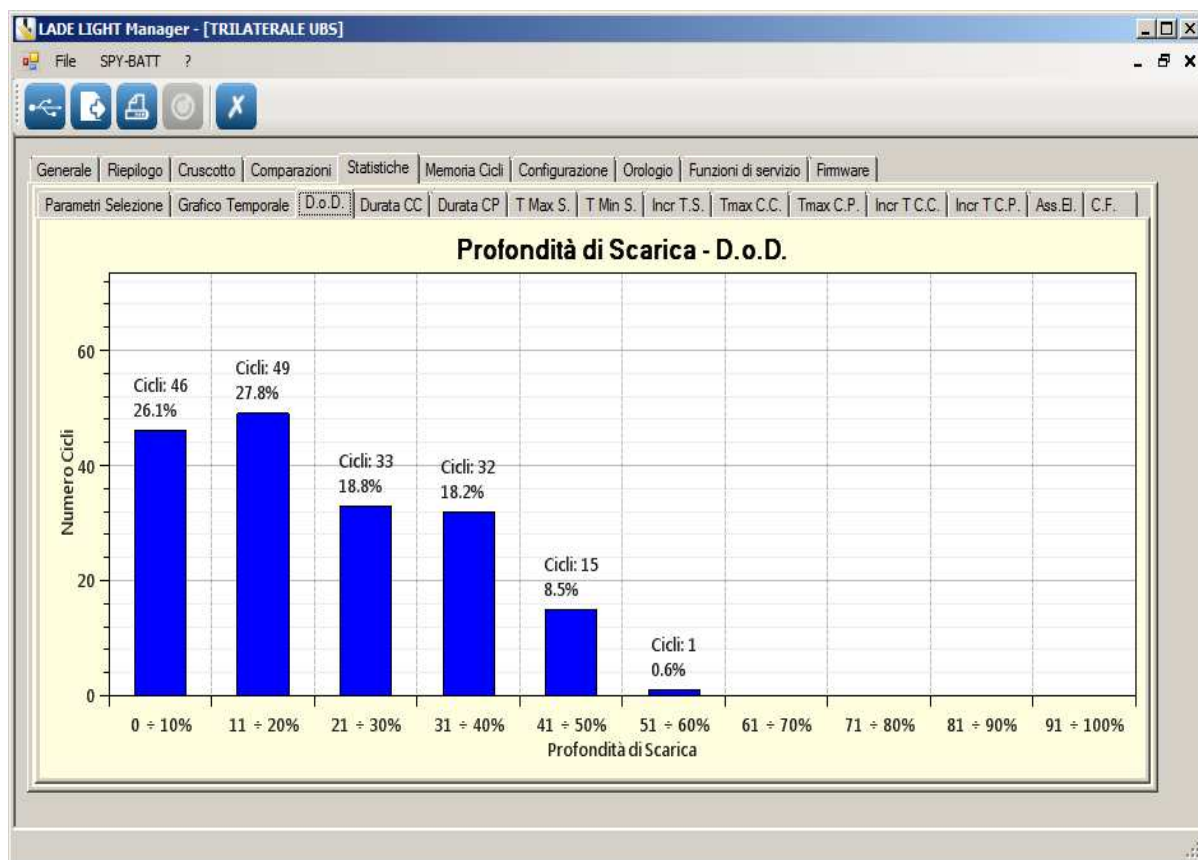 LADE LIGHT Manager - [TRILATERALE UBS]
File SPY-BATT ?
Generale Riepilogo Cruscotto Comparazioni Statistiche Memoria Cicli Configurazione Orologio Funzioni di servizio Firmware
Parametri Selezione Grafico Temporale D.o.D. Durata CC Durata CP T Max S. T Min S. Incr T.S. Tmax C.C. Tmax C.P. Incr T C.C. Incr T C.P. Ass.El. C.F.
Profondità di Scarica - D.o.D.
Numero Cicli
60
40
20
0
Cicli: 46
26.1%
Cicli: 49
27.8%
Cicli: 33
18.8%
Cicli: 32
18.2%
Cicli: 15
8.5%
Cicli: 1
0.6%
0 ÷ 10% 11 ÷ 20% 21 ÷ 30% 31 ÷ 40% 41 ÷ 50% 51 ÷ 60% 61 ÷ 70% 71 ÷ 80% 81 ÷ 90% 91 ÷ 100%
Profondità di Scarica